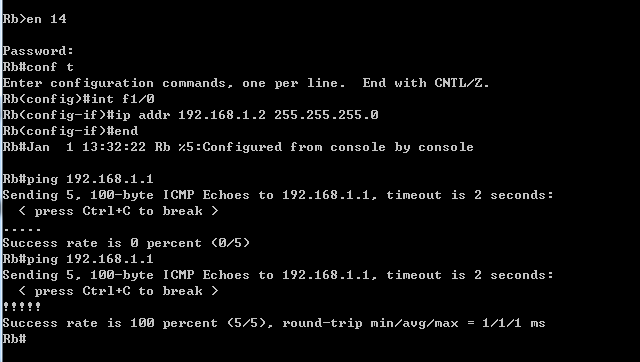 Rb>en 14
Password:
Rb#conf t
Enter configuration commands, one per line.  End with CNTL/Z.
Rb(config)#int f1/0
Rb(config-if)#ip addr 192.168.1.2 255.255.255.0
Rb(config-if)#end
Rb#Jan  1 13:32:22 Rb %5:Configured from console by console
Rb#ping 192.168.1.1
Sending 5, 100-byte ICMP Echoes to 192.168.1.1, timeout is 2 seconds:
  < press Ctrl+C to break >
.....
Success rate is 0 percent (0/5)
Rb#ping 192.168.1.1
Sending 5, 100-byte ICMP Echoes to 192.168.1.1, timeout is 2 seconds:
  < press Ctrl+C to break >
!!!!!
Success rate is 100 percent (5/5), round-trip min/avg/max = 1/1/1 ms
Rb#